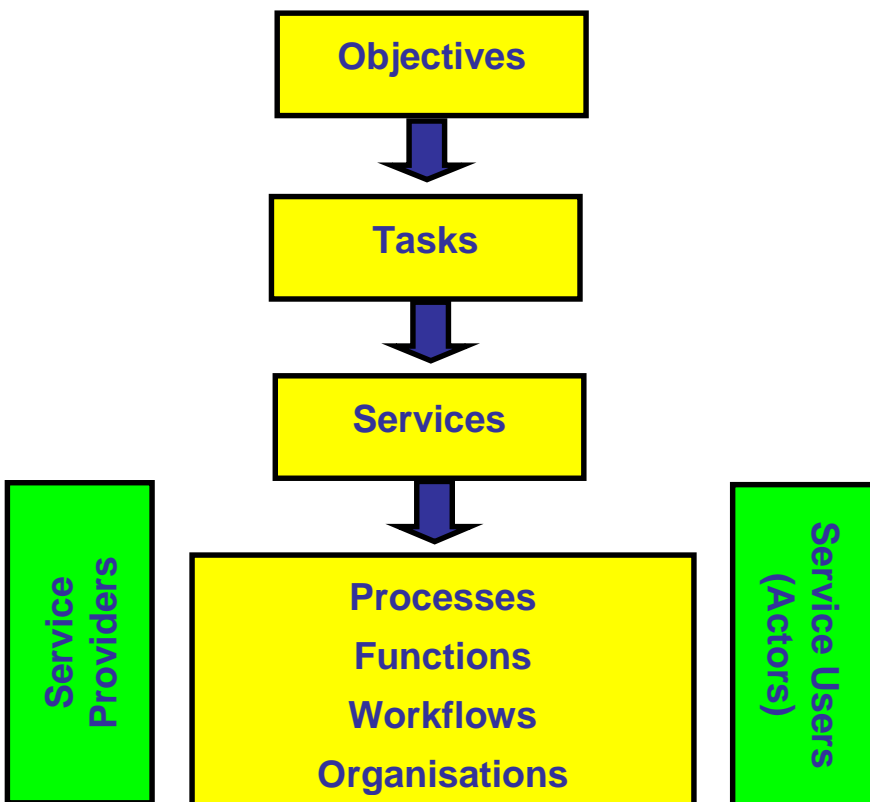 Objectives
Tasks
Services
Service
Providers
Processes
Functions
Workflows
Organisations
Service Users
(Actors)